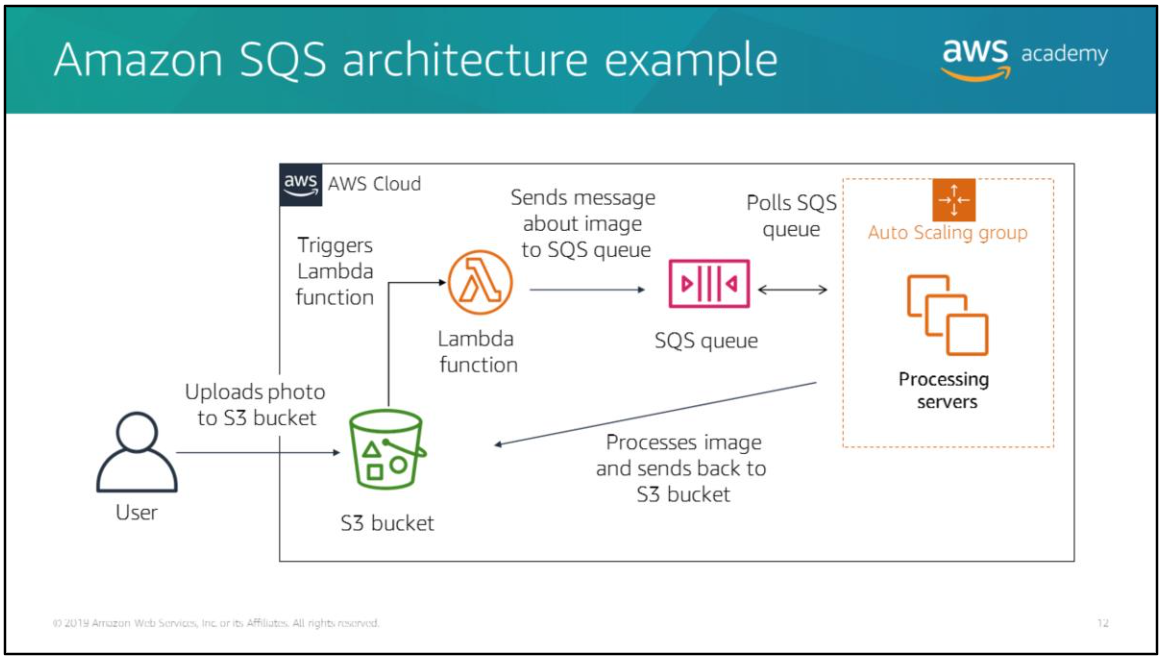 Amazon SQS architecture example
aws academy
aws AWS Cloud
Triggers
Lambda
function
Sends message
about image
to SQS queue
Polls SQS
queue
Auto Scaling group
Lambda
function
SQS queue
Processing
servers
Uploads photo
to S3 bucket
Processes image
and sends back to
S3 bucket
User
S3 bucket
© 2019 Amazon Web Services, Inc. or its Affiliates. All rights reserved.
12